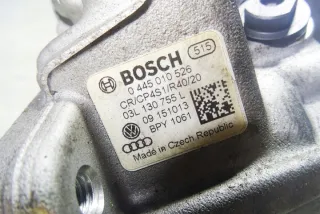 BOSCH 515
0 445 010 526
CR/CP4S1/R40/20
03L 130 755 L
09 151013
BPY 1061
Made in Czech Republic